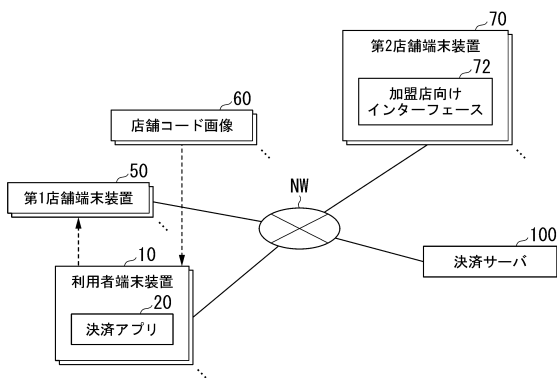 70
第2店舗端末装置
72
加盟店向け
インターフェース
60
店舗コード画像
50
第1店舗端末装置
NW
100
決済サーバ
10
利用者端末装置
20
決済アプリ